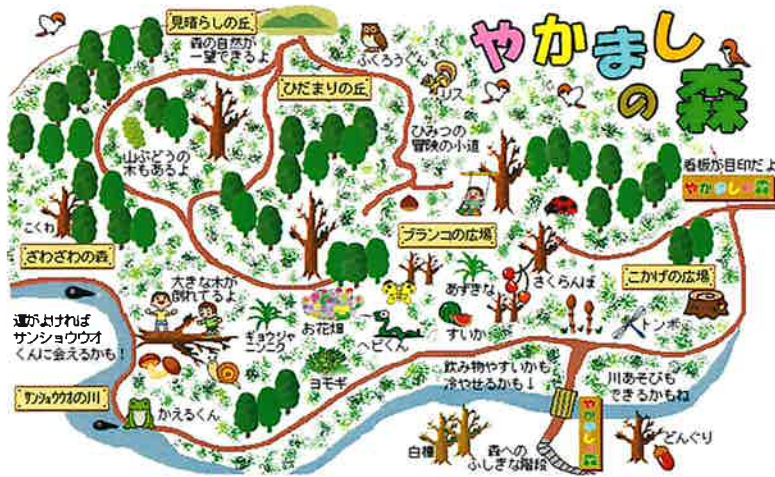 やかまし
の森
見晴らしの丘
森の自然が
一望できるよ
ふくろうくん
リス
ひだまりの丘
ひみつの
冒険の小道
山ぶどうの
木もあるよ
看板が目印だよ
やかましの森
こくわ
ざわざわの森
ブランコの広場
大きな木が
倒れてるよ
あずきな
さくらんぼ
こかげの広場
運がよければ
サンショウウオ
くんに会えるかも!
ギョウジャ
ニンニク
お花畑
ヘビくん
すいか
トンボ
ヨモギ
飲み物やすいかも
冷やせるかも↓
川あそびも
できるかもね
サンショウウオの川
かえるくん
白樺
森への
ふしぎな階段
やかましの森
どんぐり